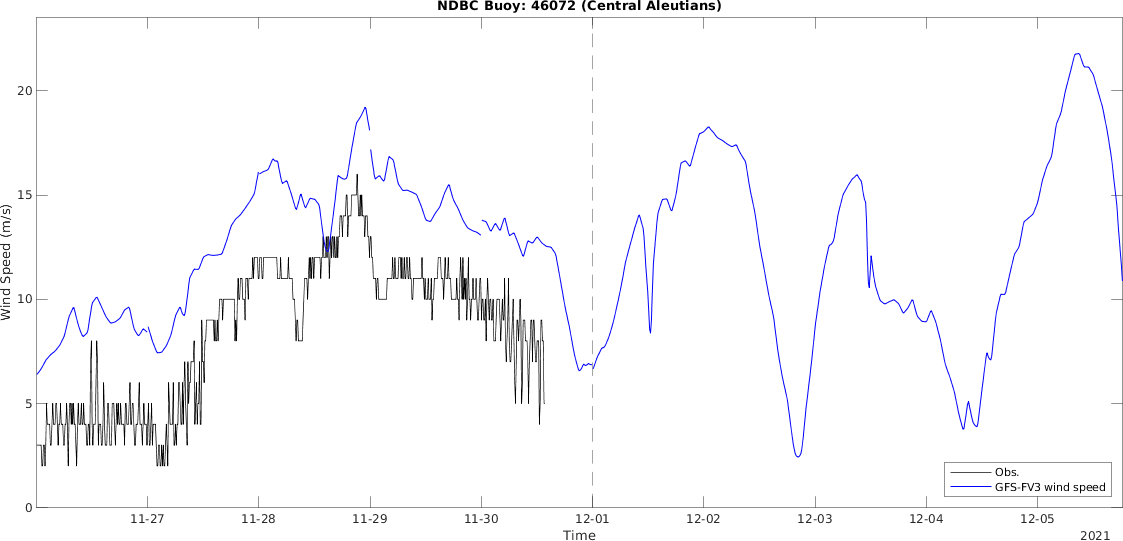 NDBC Buoy: 46072 (Central Aleutians)
20
15
10
5
0
Wind Speed (m/s)
11-27 11-28 11-29 11-30 12-01 12-02 12-03 12-04 12-05
Time
2021
Obs.
GFS-FV3 wind speed